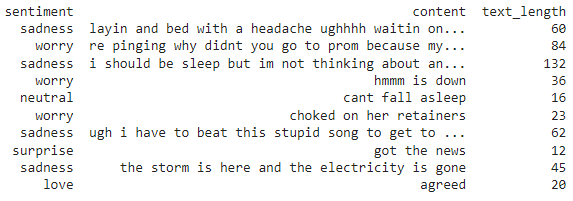 sentiment content text_length
sadness layin and bed with a headache ughhhh waitin on... 60
worry re pinging why didnt you go to prom because my... 84
sadness i should be sleep but im not thinking about an... 132
worry hmmm is down 36
neutral cant fall asleep 16
worry choked on her retainers 23
sadness ugh i have to beat this stupid song to get to ... 62
surprise got the news 12
sadness the storm is here and the electricity is gone 45
love agreed 20